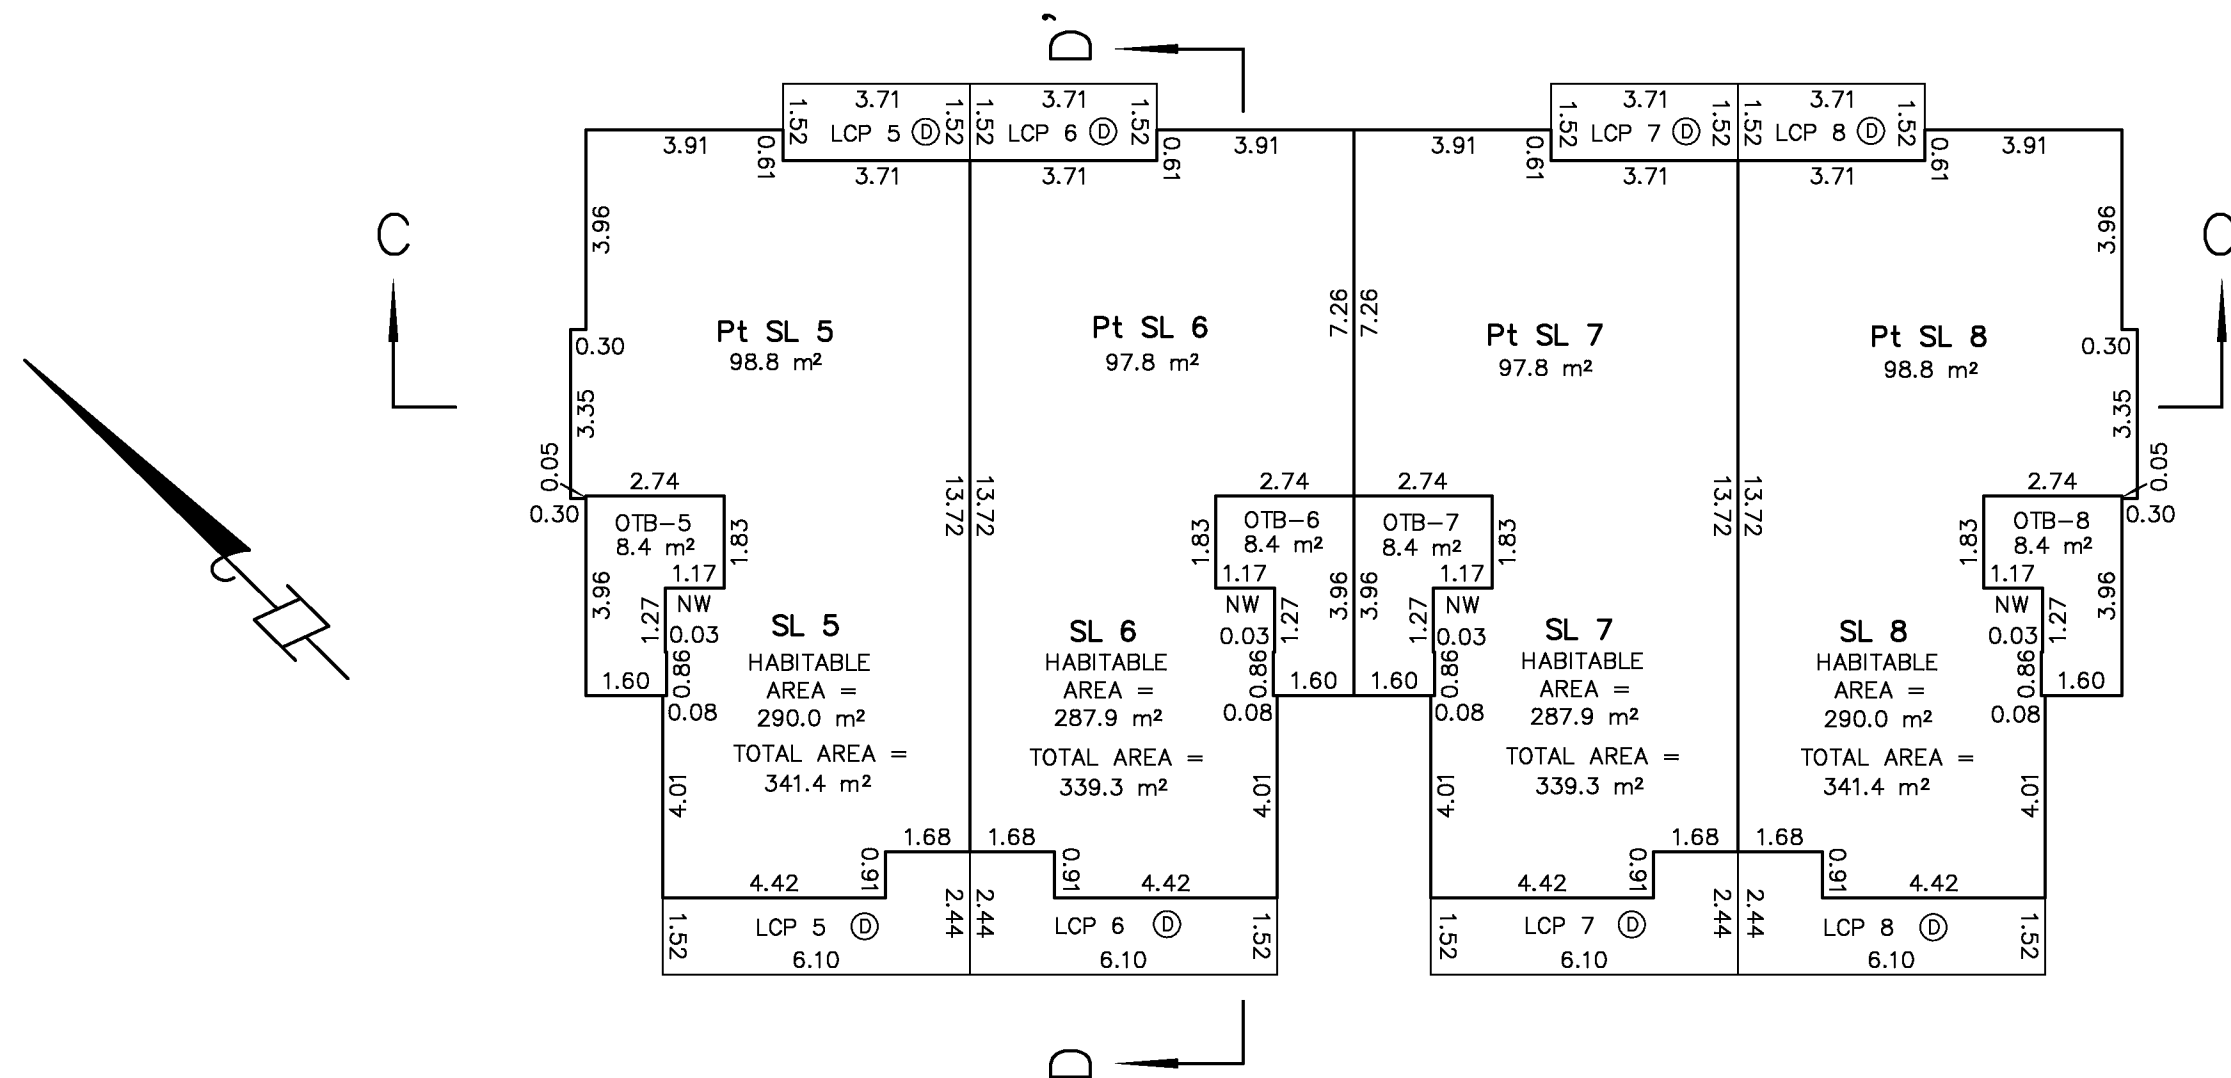 D'
3.71 3.71 3.71 3.71
1.52 1.52 1.52 1.52 1.52 1.52 1.52 1.52
LCP 5 D LCP 6 D LCP 7 D LCP 8 D
3.91 0.61 0.61 3.91 3.91 0.61 0.61 3.91
3.71 3.71 3.71 3.71
C 3.96 3.96 C
7.26 7.26
Pt SL 5 Pt SL 6 Pt SL 7 Pt SL 8
98.8 m² 97.8 m² 97.8 m² 98.8 m²
0.30 0.30
3.35 3.35
0.05 0.05
2.74 2.74 2.74 2.74
0.30 0.30
13.72 13.72 13.72 13.72
OTB-5 OTB-6 OTB-7 OTB-8
8.4 m² 8.4 m² 8.4 m² 8.4 m²
1.83 1.83 1.83 1.83
1.17 1.17 1.17 1.17
3.96 3.96 3.96 3.96
NW NW NW NW
1.27 1.27 1.27 1.27
0.03 0.03 0.03 0.03
0.86 0.86 0.86 0.86
1.60 1.60 1.60 1.60
0.08 0.08 0.08 0.08
SL 5
HABITABLE
AREA =
290.0 m²
TOTAL AREA =
341.4 m²
SL 6
HABITABLE
AREA =
287.9 m²
TOTAL AREA =
339.3 m²
SL 7
HABITABLE
AREA =
287.9 m²
TOTAL AREA =
339.3 m²
SL 8
HABITABLE
AREA =
290.0 m²
TOTAL AREA =
341.4 m²
4.01 4.01 4.01 4.01
1.68 1.68 1.68 1.68
0.91 0.91 0.91 0.91
4.42 4.42 4.42 4.42
2.44 2.44 2.44 2.44
LCP 5 D LCP 6 D LCP 7 D LCP 8 D
1.52 1.52 1.52 1.52
6.10 6.10 6.10 6.10
D